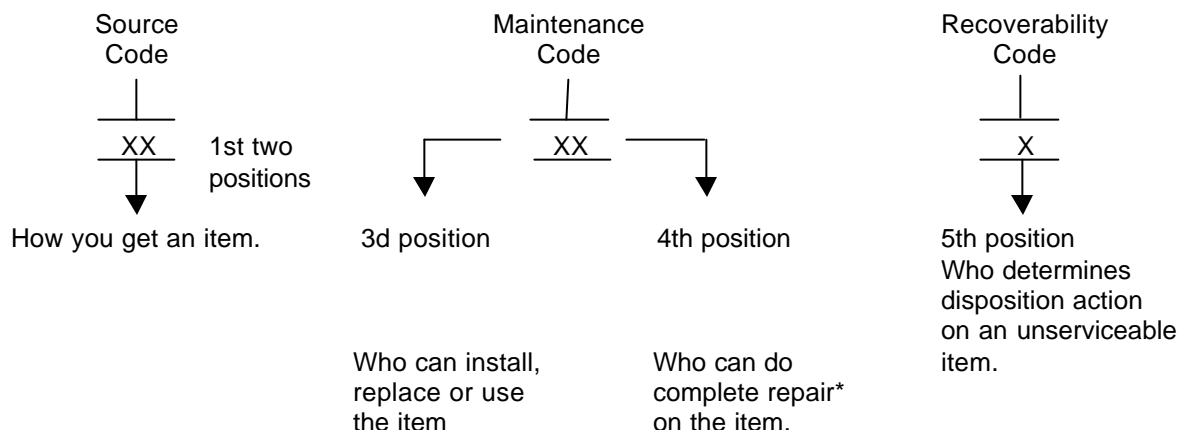 Source
Code
XX
1st two
positions
How you get an item.
Maintenance
Code
XX
3d position
Who can install,
replace or use
the item
4th position
Who can do
complete repair*
on the item.
Recoverability
Code
X
5th position
Who determines
disposition action
on an unserviceable
item.